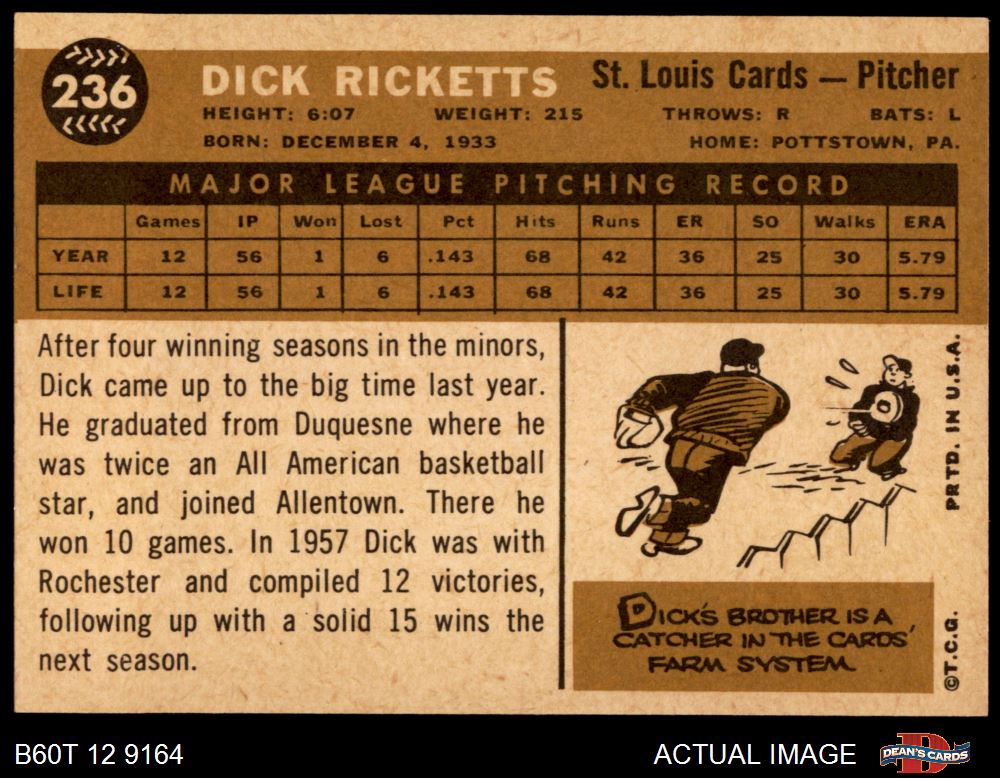 236
DICK RICKETTS St. Louis Cards — Pitcher
HEIGHT: 6:07 WEIGHT: 215 THROWS: R BATS: L
BORN: DECEMBER 4, 1933 HOME: POTTSTOWN, PA.
MAJOR LEAGUE PITCHING RECORD
Games IP Won Lost Pct Hits Runs ER SO Walks ERA
YEAR 12 56 1 6 .143 68 42 36 25 30 5.79
LIFE 12 56 1 6 .143 68 42 36 25 30 5.79
After four winning seasons in the minors,
Dick came up to the big time last year.
He graduated from Duquesne where he
was twice an All American basketball
star, and joined Allentown. There he
won 10 games. In 1957 Dick was with
Rochester and compiled 12 victories,
following up with a solid 15 wins the
next season.
DICK'S BROTHER IS A
CATCHER IN THE CARDS'
FARM SYSTEM.
PRTD. IN U.S.A.
©T.C.G.
B60T 12 9164
ACTUAL IMAGE
DEAN'S CARDS